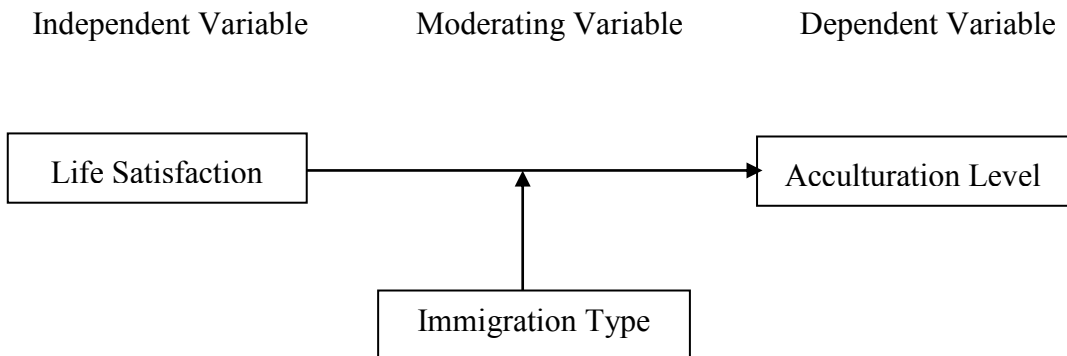 Independent Variable Moderating Variable Dependent Variable
Life Satisfaction Acculturation Level
Immigration Type